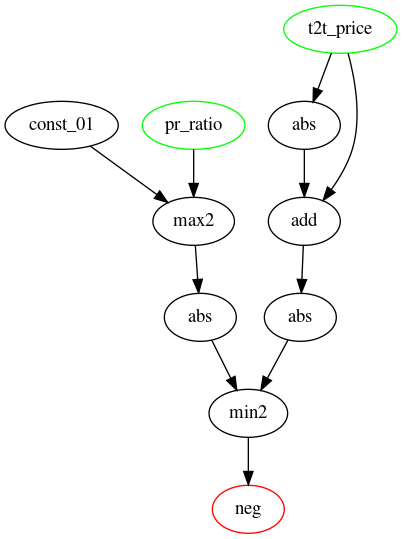 t2t_price
const_01
pr_ratio
abs
max2
add
abs
abs
min2
neg